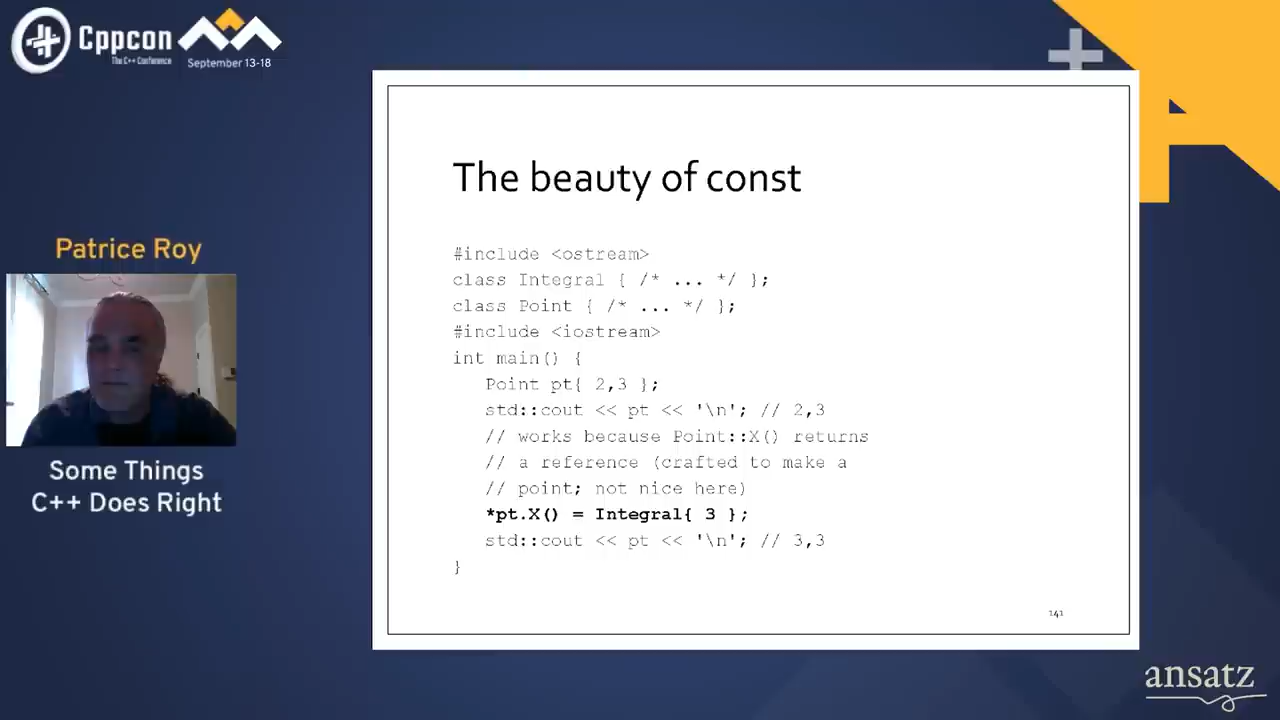 Cppcon
The C++ Conference
September 13-18
Patrice Roy
Some Things
C++ Does Right
The beauty of const
#include <ostream>
class Integral { /* ... */ };
class Point { /* ... */ };
#include <iostream>
int main() {
Point pt{ 2,3 };
std::cout << pt << '\n'; // 2,3
// works because Point::X() returns
// a reference (crafted to make a
// point; not nice here)
*pt.X() = Integral{ 3 };
std::cout << pt << '\n'; // 3,3
}
141
ansatz